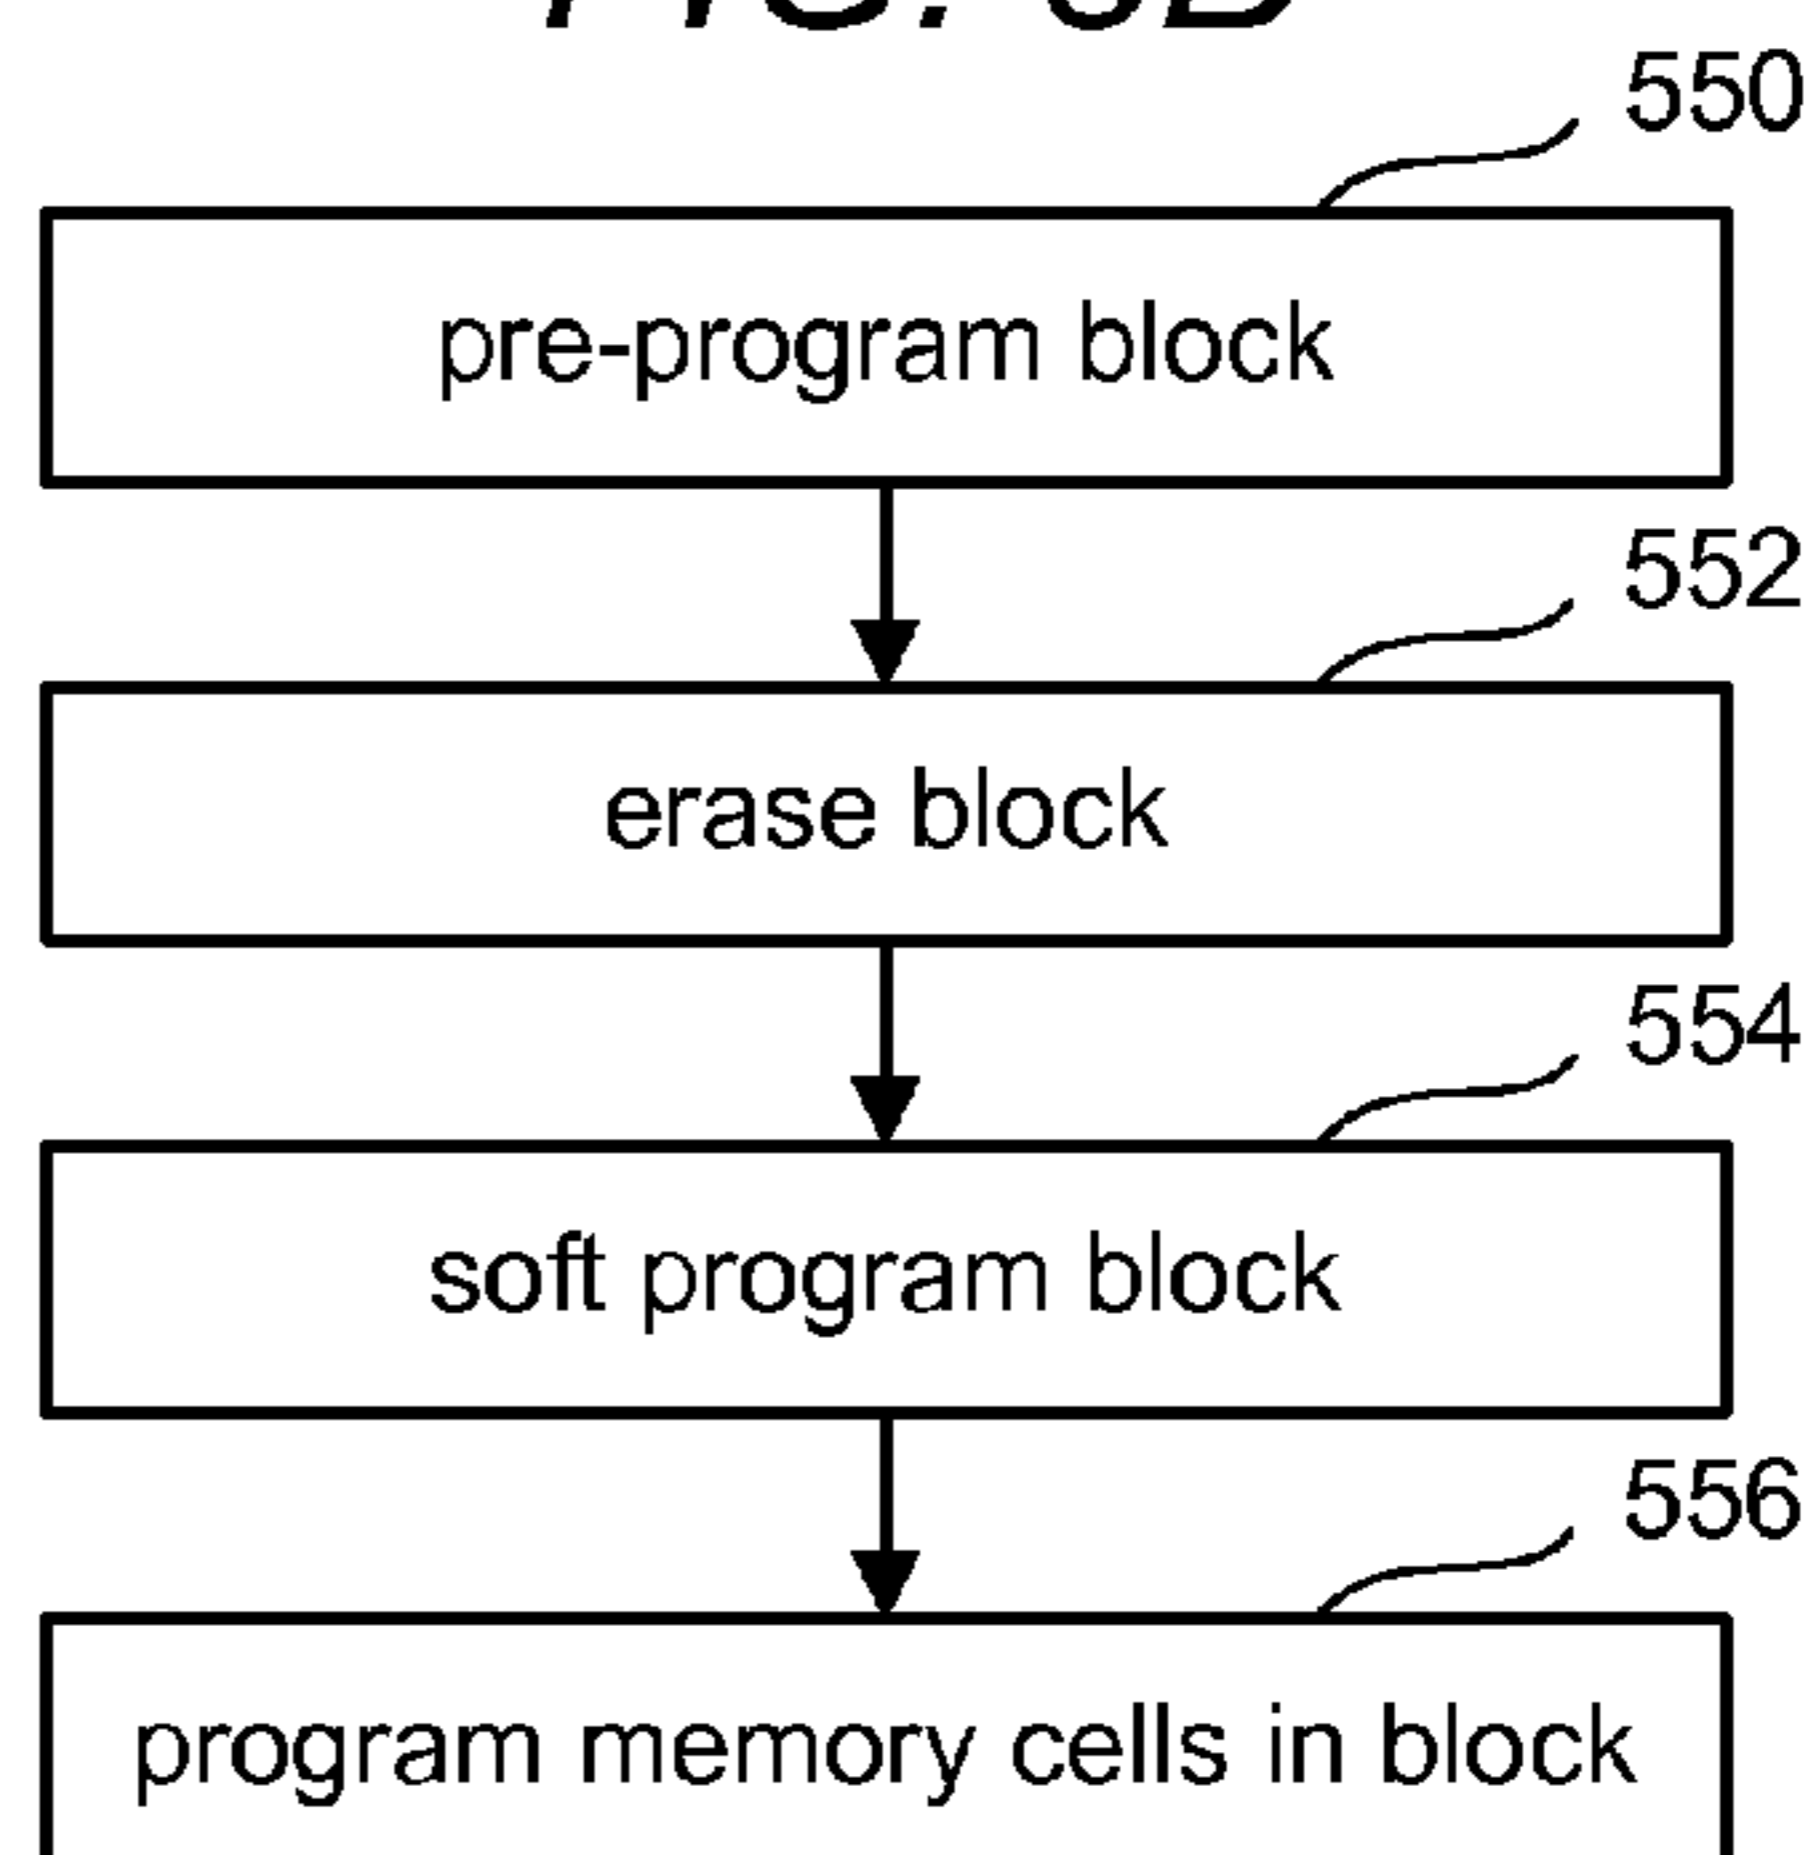 550
pre-program block
552
erase block
554
soft program block
556
program memory cells in block